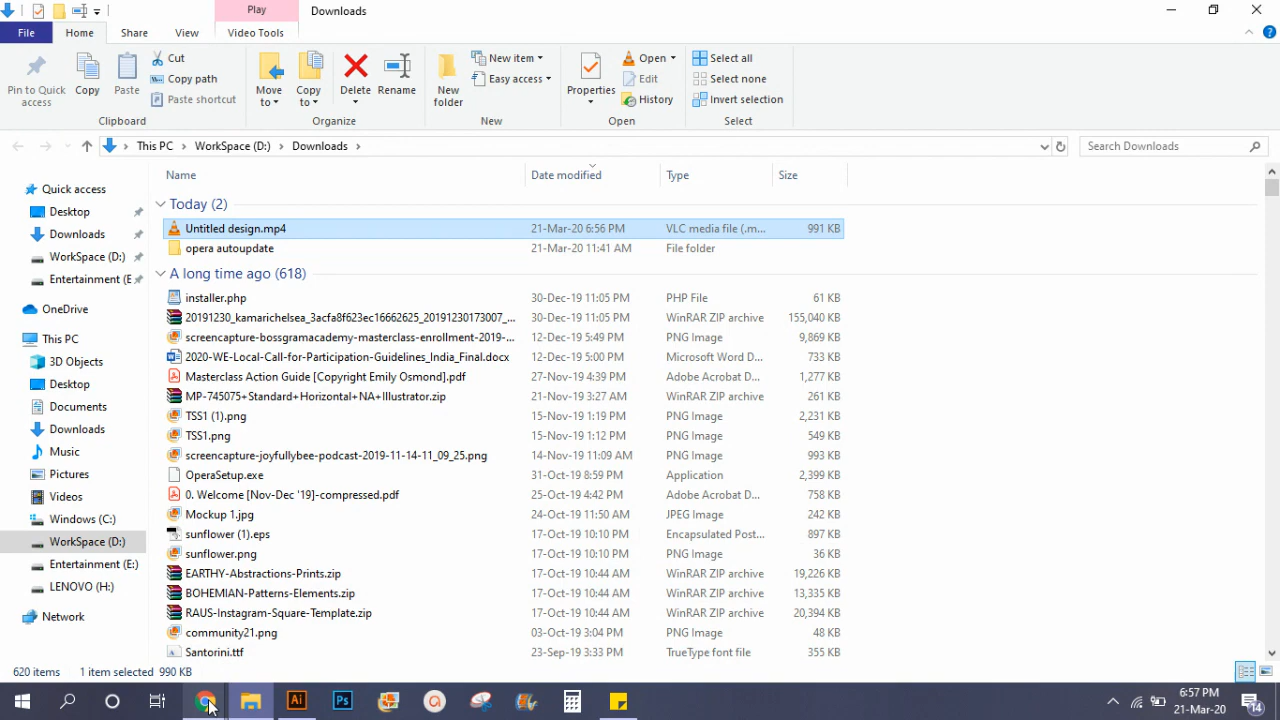 Play
Downloads
File
Home
Share
View
Video Tools
Pin to Quick
access
Copy
Paste
Cut
Copy path
Paste shortcut
Clipboard
Move
to
Copy
to
Delete
Rename
Organize
New
folder
New item
Easy access
New
Properties
Open
Edit
History
Open
Select all
Select none
Invert selection
Select
This PC
WorkSpace (D:)
Downloads
Search Downloads
Quick access
Desktop
Downloads
WorkSpace (D:)
Entertainment (E
OneDrive
This PC
3D Objects
Desktop
Documents
Downloads
Music
Pictures
Videos
Windows (C:)
WorkSpace (D:)
Entertainment (E:)
LENOVO (H:)
Network
Name Date modified Type Size
Today (2)
Untitled design.mp4 21-Mar-20 6:56 PM VLC media file (.m... 991 KB
opera autoupdate 21-Mar-20 11:41 AM File folder
A long time ago (618)
installer.php 30-Dec-19 11:05 PM PHP File 61 KB
20191230_kamarichelsea_3acfa8f623ec16662625_20191230173007_... 30-Dec-19 11:05 PM WinRAR ZIP archive 155,040 KB
screencapture-bossgramacademy-masterclass-enrollment-2019-... 12-Dec-19 5:49 PM PNG Image 9,869 KB
2020-WE-Local-Call-for-Participation-Guidelines_India_Final.docx 12-Dec-19 5:00 PM Microsoft Word D... 733 KB
Masterclass Action Guide [Copyright Emily Osmond].pdf 27-Nov-19 4:39 PM Adobe Acrobat D... 1,277 KB
MP-745075+Standard+Horizontal+NA+Illustrator.zip 21-Nov-19 3:27 AM WinRAR ZIP archive 261 KB
TSS1 (1).png 15-Nov-19 1:19 PM PNG Image 2,231 KB
TSS1.png 15-Nov-19 1:12 PM PNG Image 549 KB
screencapture-joyfullybee-podcast-2019-11-14-11_09_25.png 14-Nov-19 11:09 AM PNG Image 993 KB
OperaSetup.exe 31-Oct-19 8:59 PM Application 2,399 KB
0. Welcome [Nov-Dec '19]-compressed.pdf 25-Oct-19 4:42 PM Adobe Acrobat D... 758 KB
Mockup 1.jpg 24-Oct-19 11:50 AM JPEG Image 242 KB
sunflower (1).eps 17-Oct-19 10:10 PM Encapsulated Post... 897 KB
sunflower.png 17-Oct-19 10:10 PM PNG Image 36 KB
EARTHY-Abstractions-Prints.zip 17-Oct-19 10:44 AM WinRAR ZIP archive 19,226 KB
BOHEMIAN-Patterns-Elements.zip 17-Oct-19 10:44 AM WinRAR ZIP archive 13,335 KB
RAUS-Instagram-Square-Template.zip 17-Oct-19 10:44 AM WinRAR ZIP archive 20,394 KB
community21.png 03-Oct-19 3:04 PM PNG Image 48 KB
Santorini.ttf 23-Sep-19 3:33 PM TrueType font file 355 KB
620 items 1 item selected 990 KB
Ai
Ps
6:57 PM
21-Mar-20
14